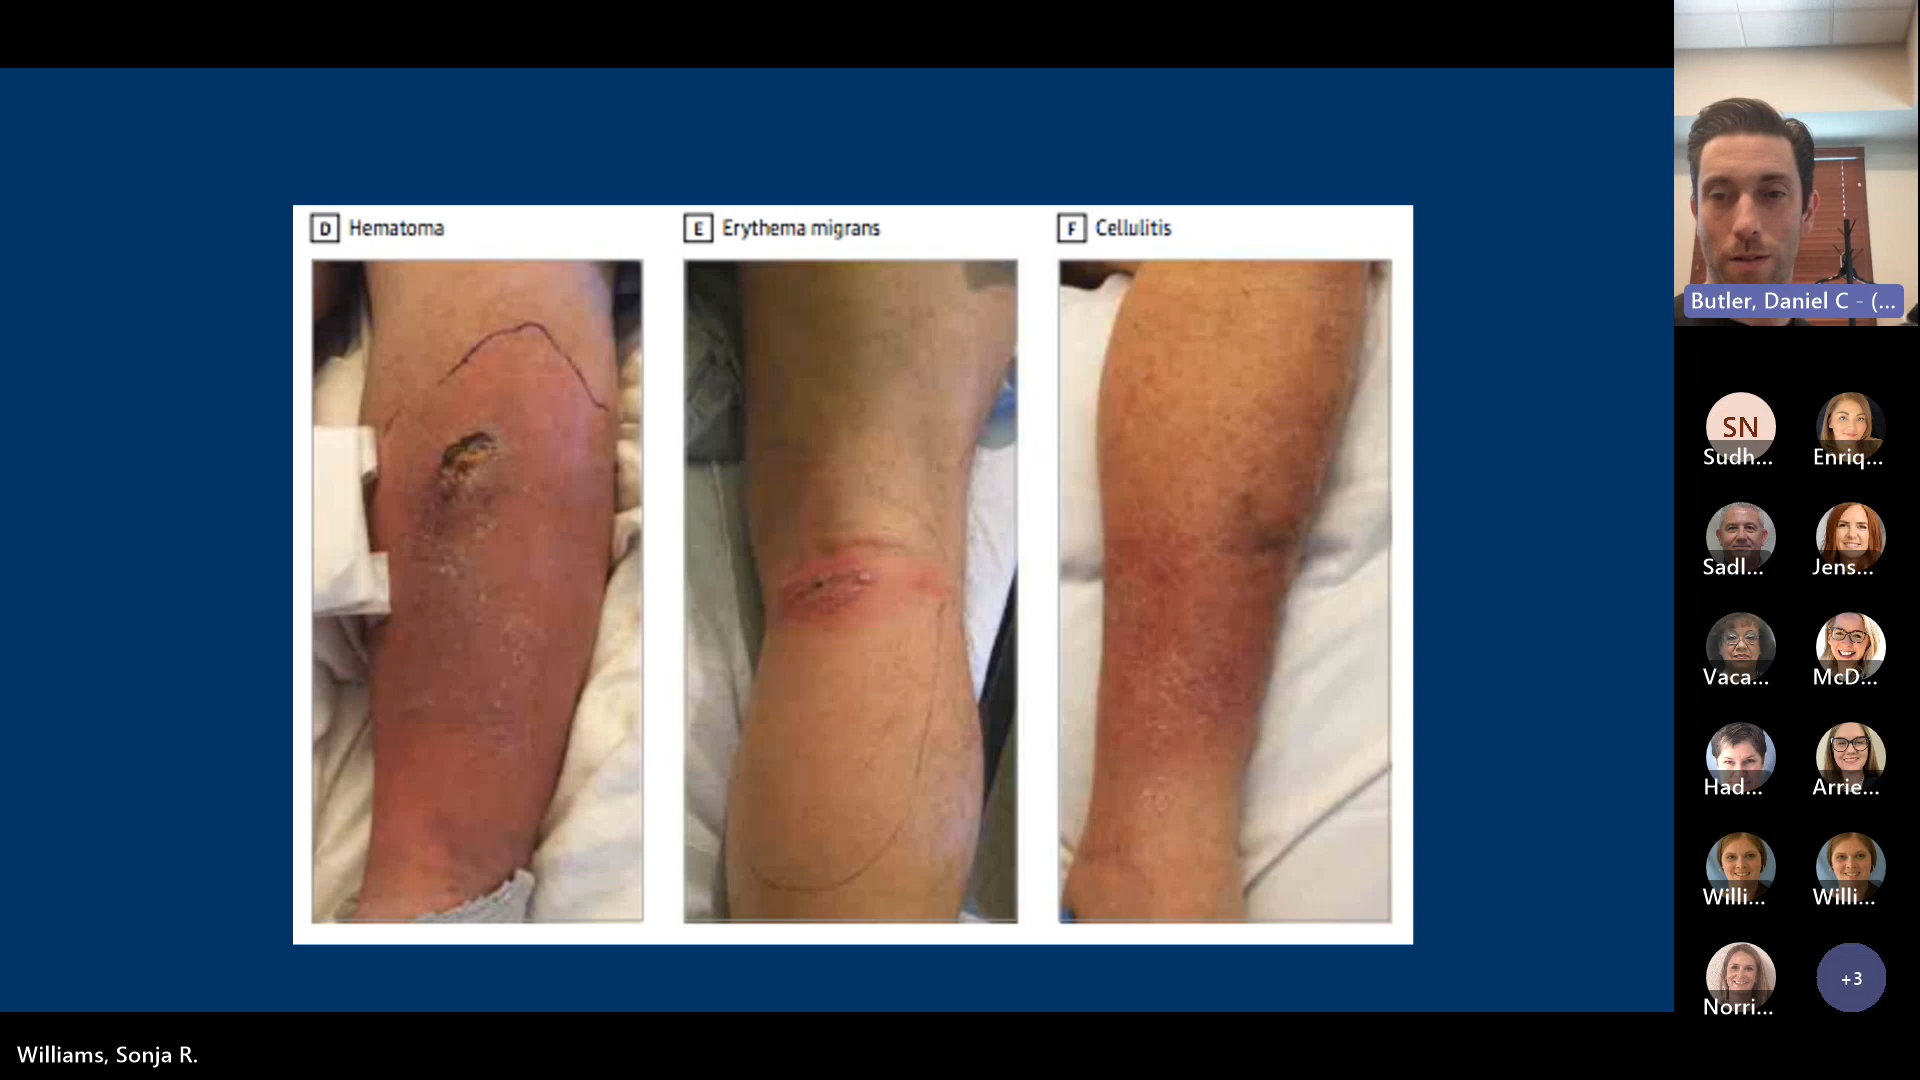 D Hematoma
E Erythema migrans
F Cellulitis
Butler, Daniel C - (...
SN
Sudh...
Enriq...
Sadl...
Jens...
Vaca...
McD...
Had...
Arrie...
Willi...
Willi...
Norri...
+3
Williams, Sonja R.